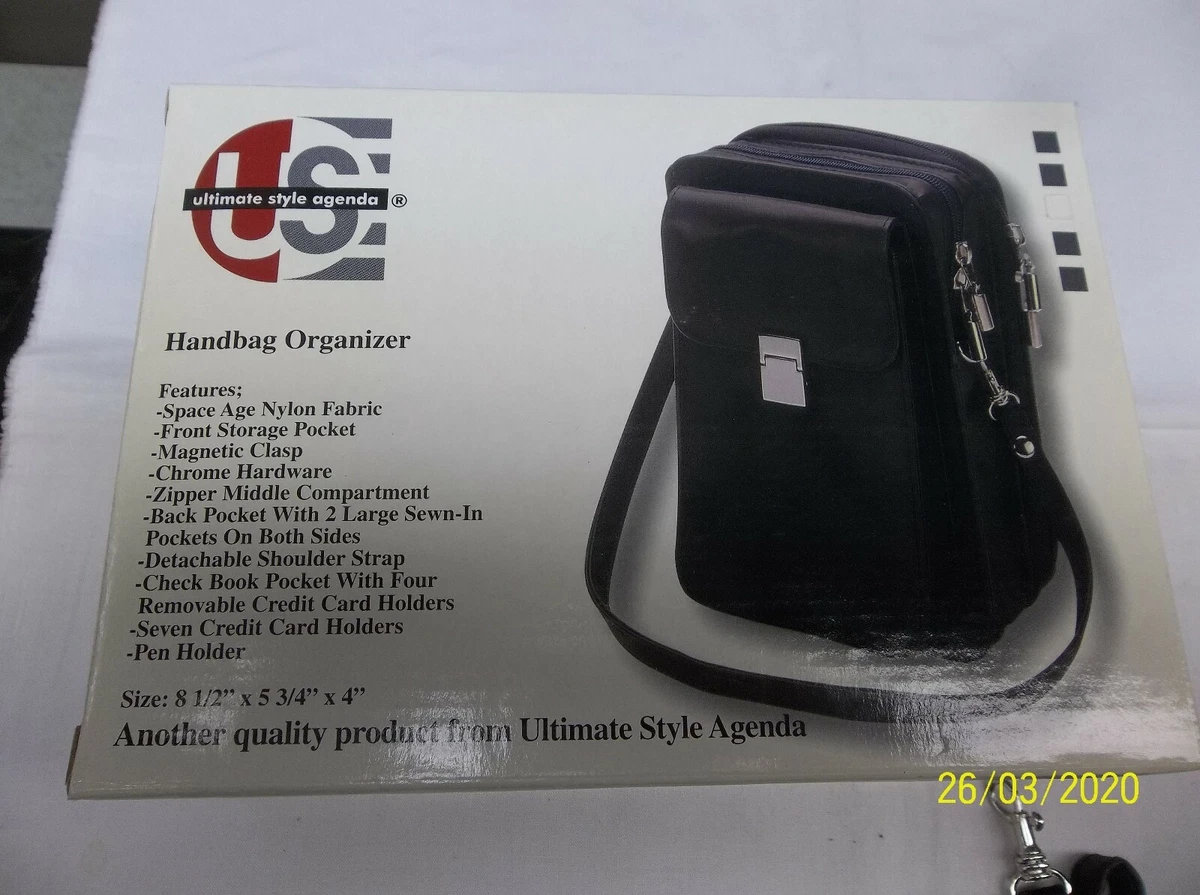 US
ultimate style agenda ®
Handbag Organizer
Features;
-Space Age Nylon Fabric
-Front Storage Pocket
-Magnetic Clasp
-Chrome Hardware
-Zipper Middle Compartment
-Back Pocket With 2 Large Sewn-In
Pockets On Both Sides
-Detachable Shoulder Strap
-Check Book Pocket With Four
Removable Credit Card Holders
-Seven Credit Card Holders
-Pen Holder
Size: 8 1/2” x 5 3/4” x 4”
Another quality product from Ultimate Style Agenda
26/03/2020